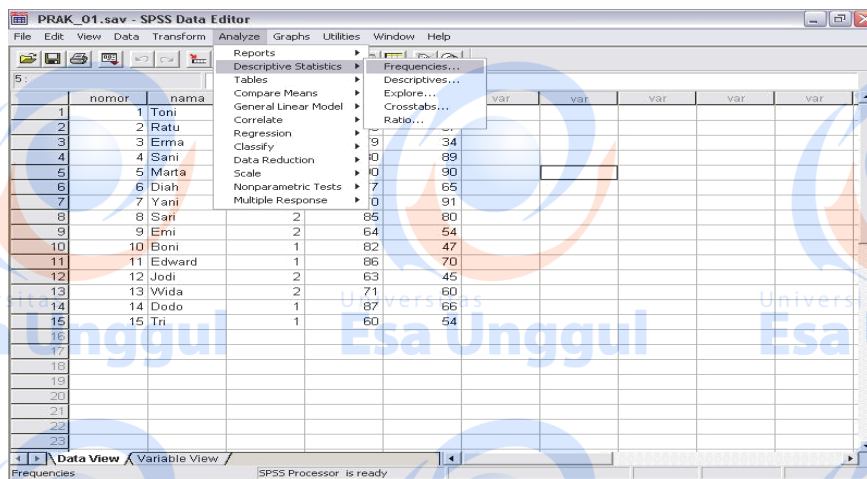 PRAK_01.sav - SPSS Data Editor
File Edit View Data Transform Analyze Graphs Utilities Window Help
5 :
Reports
Descriptive Statistics
Tables
Compare Means
General Linear Model
Correlate
Regression
Classify
Data Reduction
Scale
Nonparametric Tests
Multiple Response
Frequencies...
Descriptives...
Explore...
Crosstabs...
Ratio...
nomor nama var var var var var
1 1 Toni
2 2 Ratu
3 3 Erma 34
4 4 Sani 89
5 5 Marta 90
6 6 Diah 65
7 7 Yani 91
8 8 Sari 2 85 80
9 9 Emi 2 64 54
10 10 Boni 1 82 47
11 11 Edward 1 86 70
12 12 Jodi 2 63 45
13 13 Wida 2 71 60
14 14 Dodo 1 87 66
15 15 Tri 1 60 54
16
17
18
19
20
21
22
23
Data View Variable View
Frequencies SPSS Processor is ready
Universitas
Esa Unggul
Univers
Esa